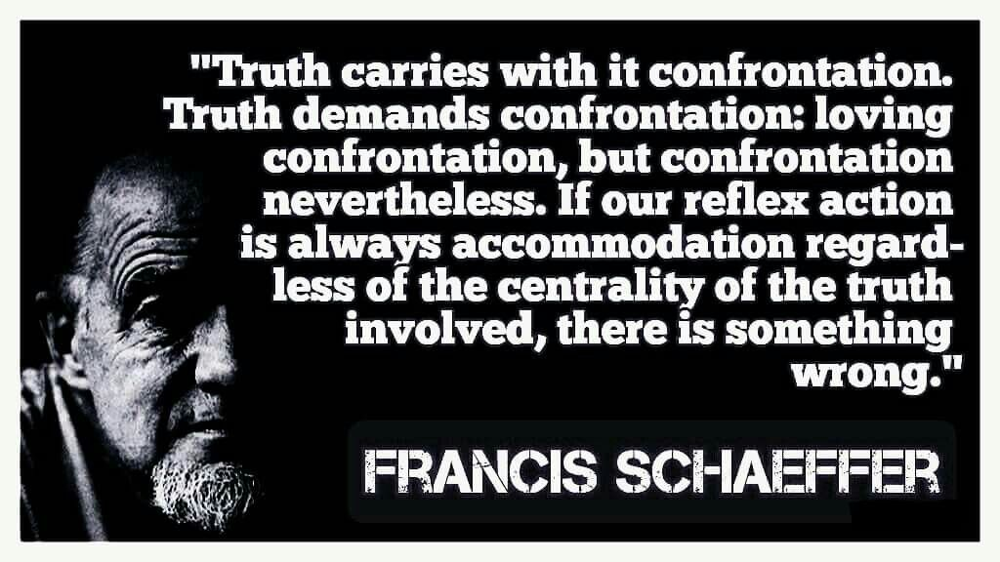 "Truth carries with it confrontation.
Truth demands confrontation: loving
confrontation, but confrontation
nevertheless. If our reflex action
is always accommodation regard-
less of the centrality of the truth
involved, there is something
wrong."
FRANCIS SCHAEFFER